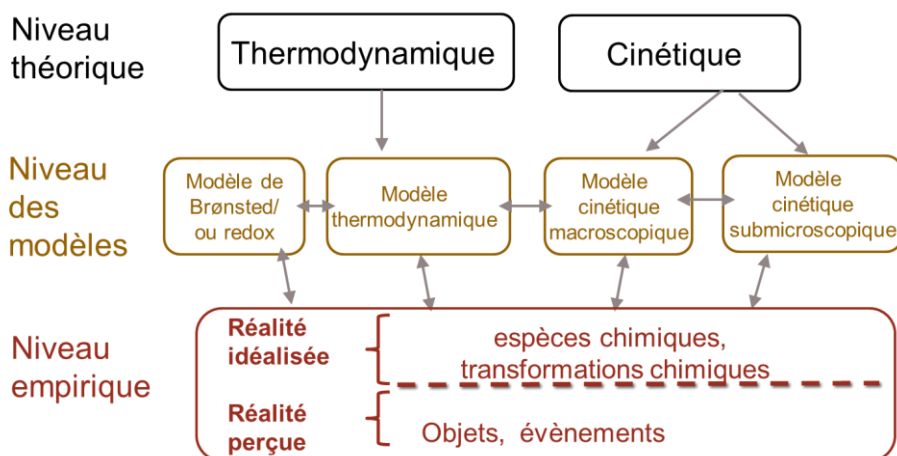 Niveau
théorique
Thermodynamique
Cinétique
Niveau
des
modèles
Modèle de
Brønsted/
ou redox
Modèle
thermodynamique
Modèle
cinétique
macroscopique
Modèle
cinétique
submicroscopique
Niveau
empirique
Réalité
idéalisée
espèces chimiques,
transformations chimiques
Réalité
perçue
Objets, évènements